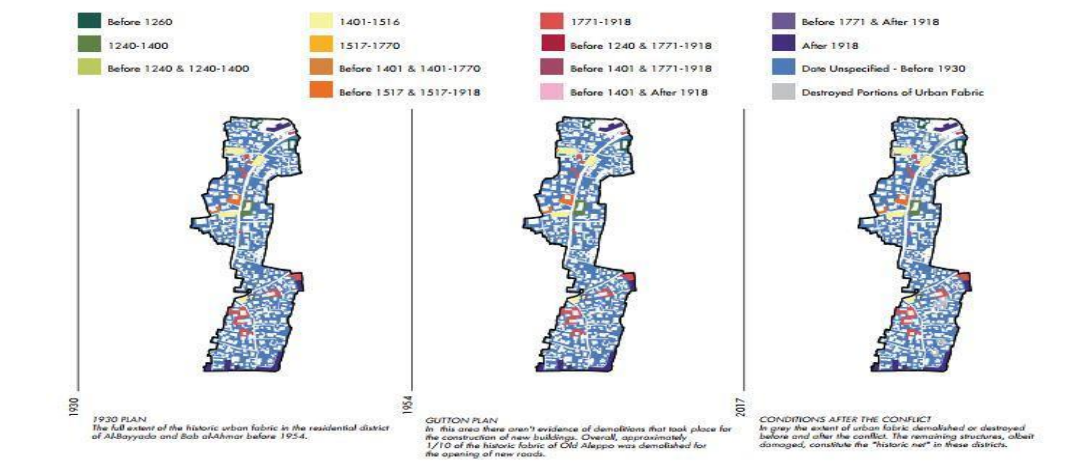 Before 1260
1240-1400
Before 1240 & 1240-1400
1401-1516
1517-1770
Before 1401 & 1401-1770
Before 1517 & 1517-1918
1771-1918
Before 1240 & 1771-1918
Before 1401 & 1771-1918
Before 1401 & After 1918
Before 1771 & After 1918
After 1918
Date Unspecified - Before 1930
Destroyed Portions of Urban Fabric
1930
1930 PLAN
The full extent of the historic urban fabric in the residential district
of Al-Bayyada and Bab al-Ahmar before 1954.
1954
GUTTON PLAN
In this area there aren't evidence of demolitions that took place for
the construction of new buildings. Overall, approximately
1/10 of the historic fabric of Old Aleppo was demolished for
the opening of new roads.
2017
CONDITIONS AFTER THE CONFLICT
In grey the extent of urban fabric demolished or destroyed
before and after the conflict. The remaining structures, albeit
damaged, constitute the "historic net" in these districts.